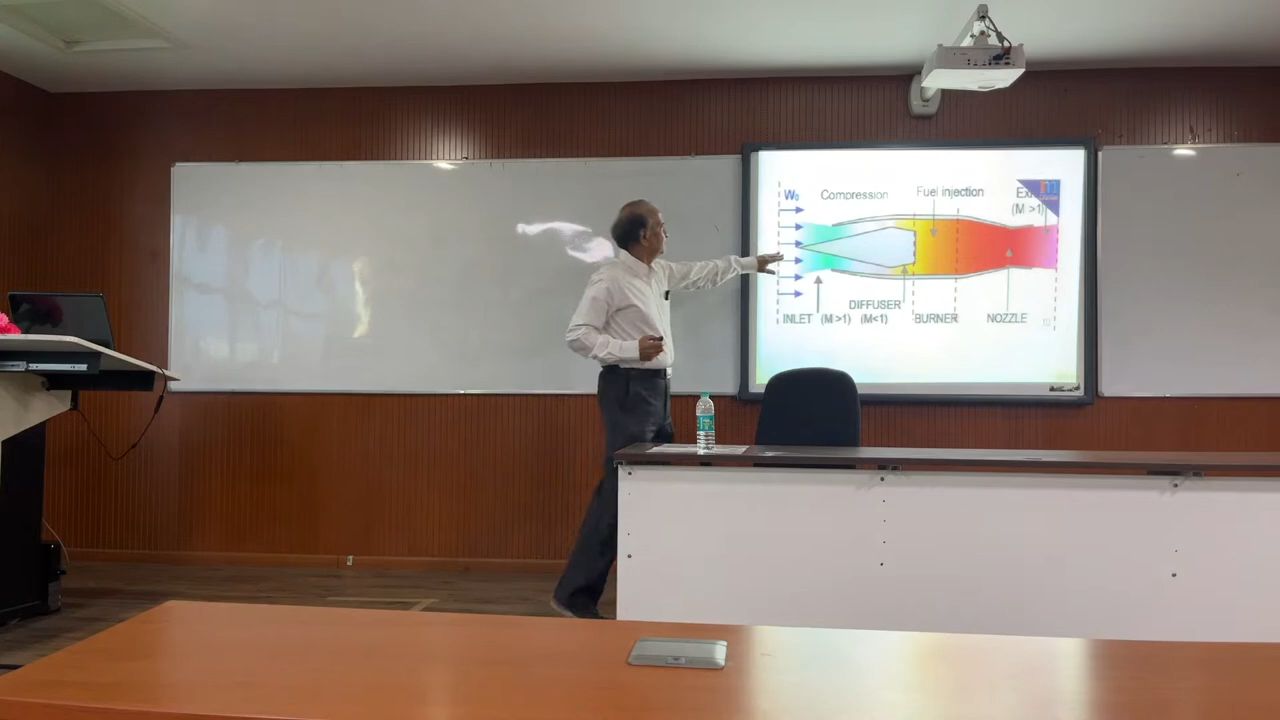 W₀
Compression
Fuel injection
(M >1)
DIFFUSER
INLET (M >1) (M<1) BURNER NOZZLE